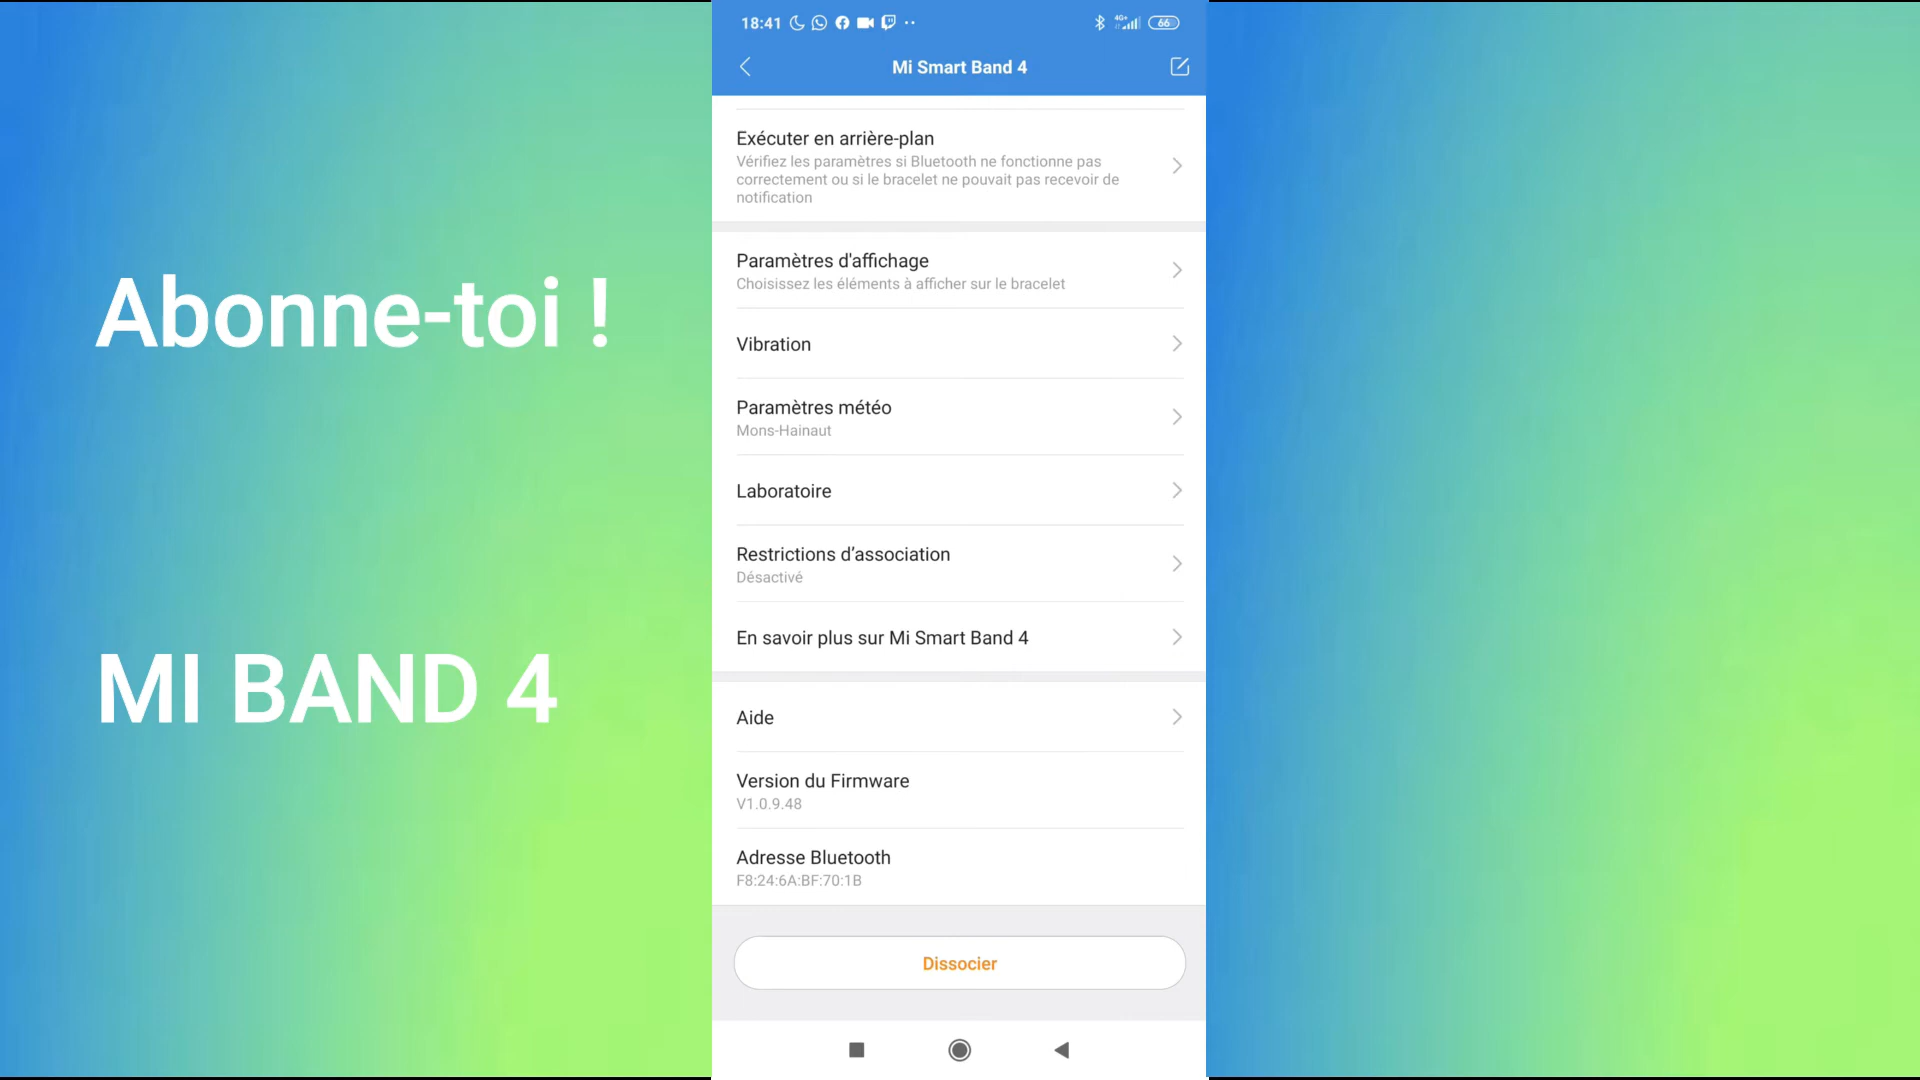 Abonne-toi !
MI BAND 4
18:41
4G+
66
Mi Smart Band 4
Exécuter en arrière-plan
Vérifiez les paramètres si Bluetooth ne fonctionne pas
correctement ou si le bracelet ne pouvait pas recevoir de
notification
Paramètres d'affichage
Choisissez les éléments à afficher sur le bracelet
Vibration
Paramètres météo
Mons-Hainaut
Laboratoire
Restrictions d’association
Désactivé
En savoir plus sur Mi Smart Band 4
Aide
Version du Firmware
V1.0.9.48
Adresse Bluetooth
F8:24:6A:BF:70:1B
Dissocier